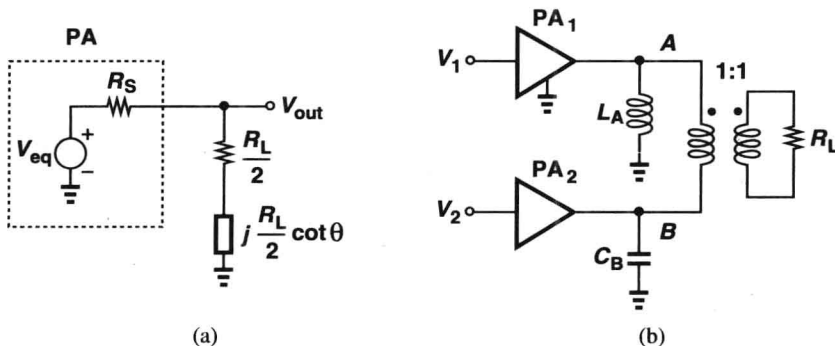 PA
R_S
V_eq
+
−
V_out
R_L
2
j R_L cot θ
2
(a)
PA_1
V_1
A
1:1
L_A
R_L
PA_2
V_2
B
C_B
(b)